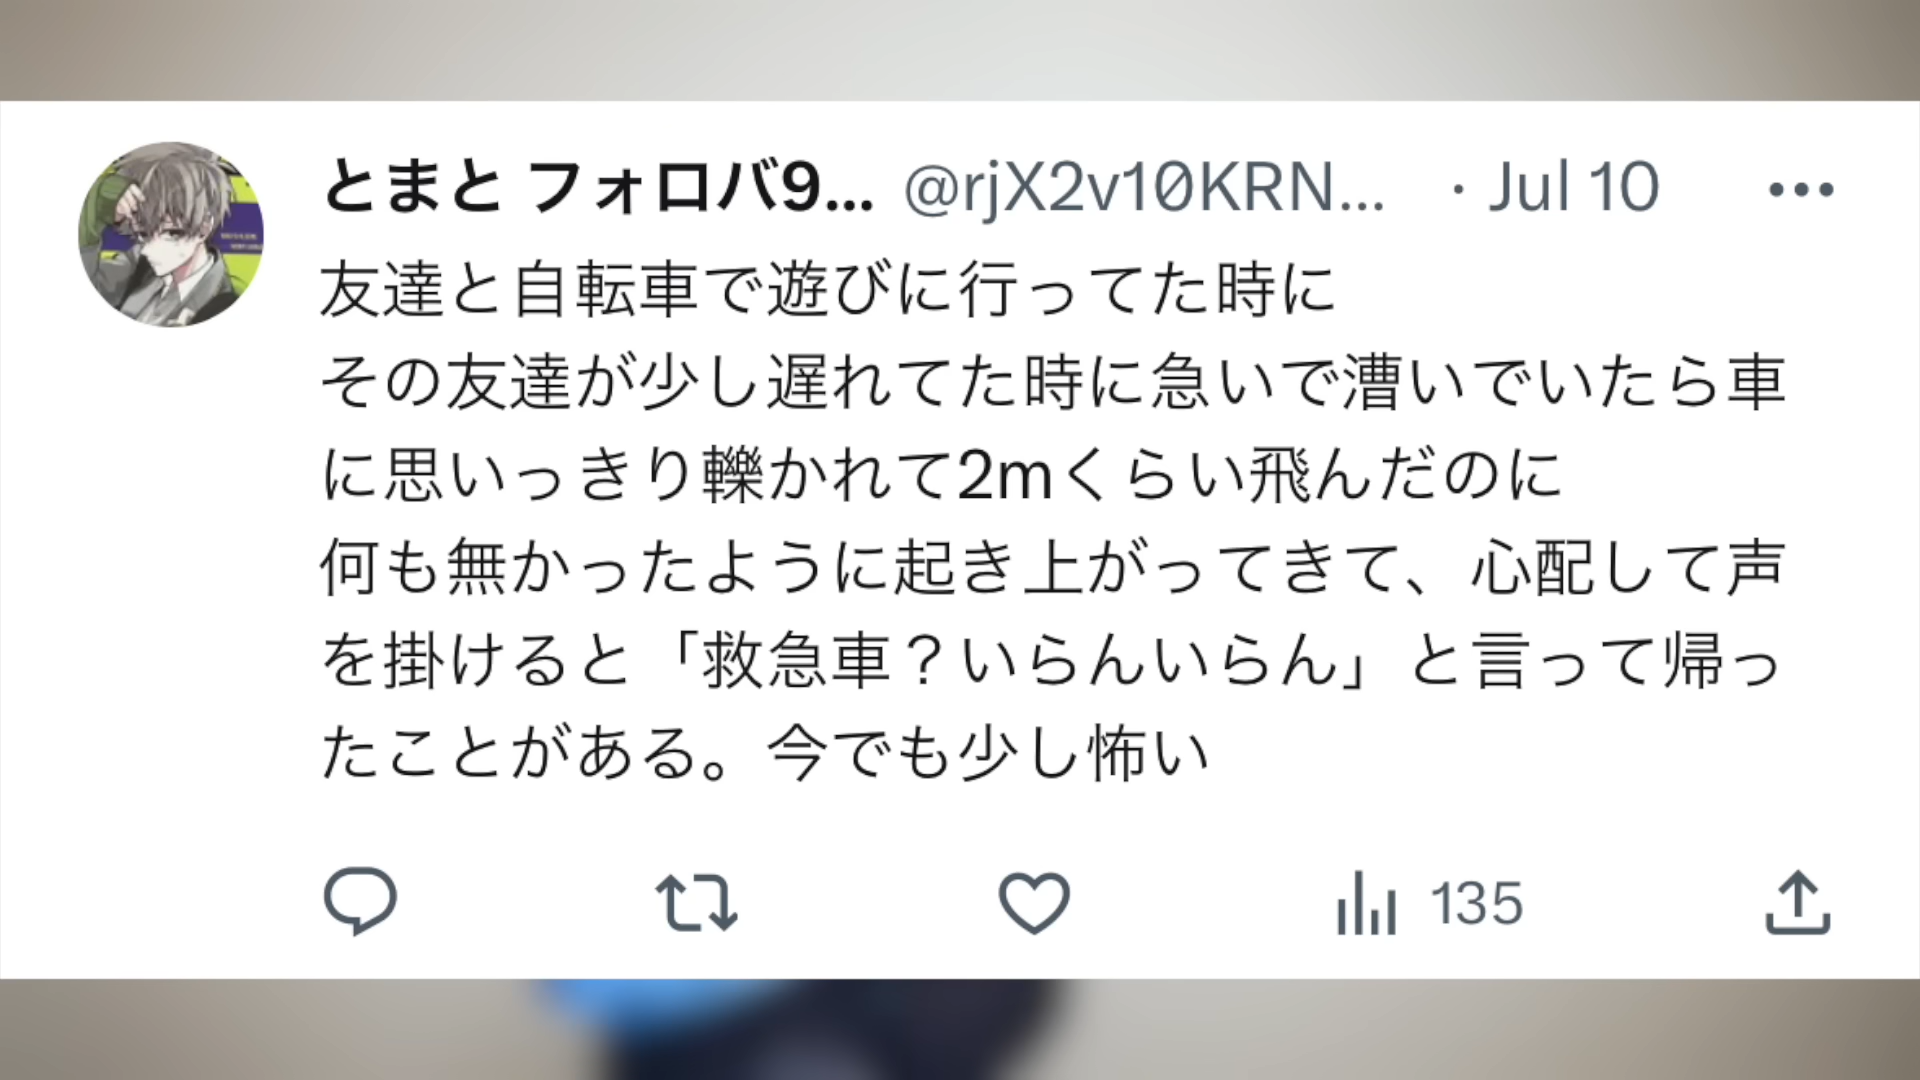 とまと フォロバ9... @rjX2v10KRN... · Jul 10
友達と自転車で遊びに行ってた時に
その友達が少し遅れてた時に急いで漕いでいたら車
に思いっきり轢かれて2mくらい飛んだのに
何も無かったように起き上がってきて、心配して声
を掛けると「救急車？いらんいらん」と言って帰っ
たことがある。今でも少し怖い
135